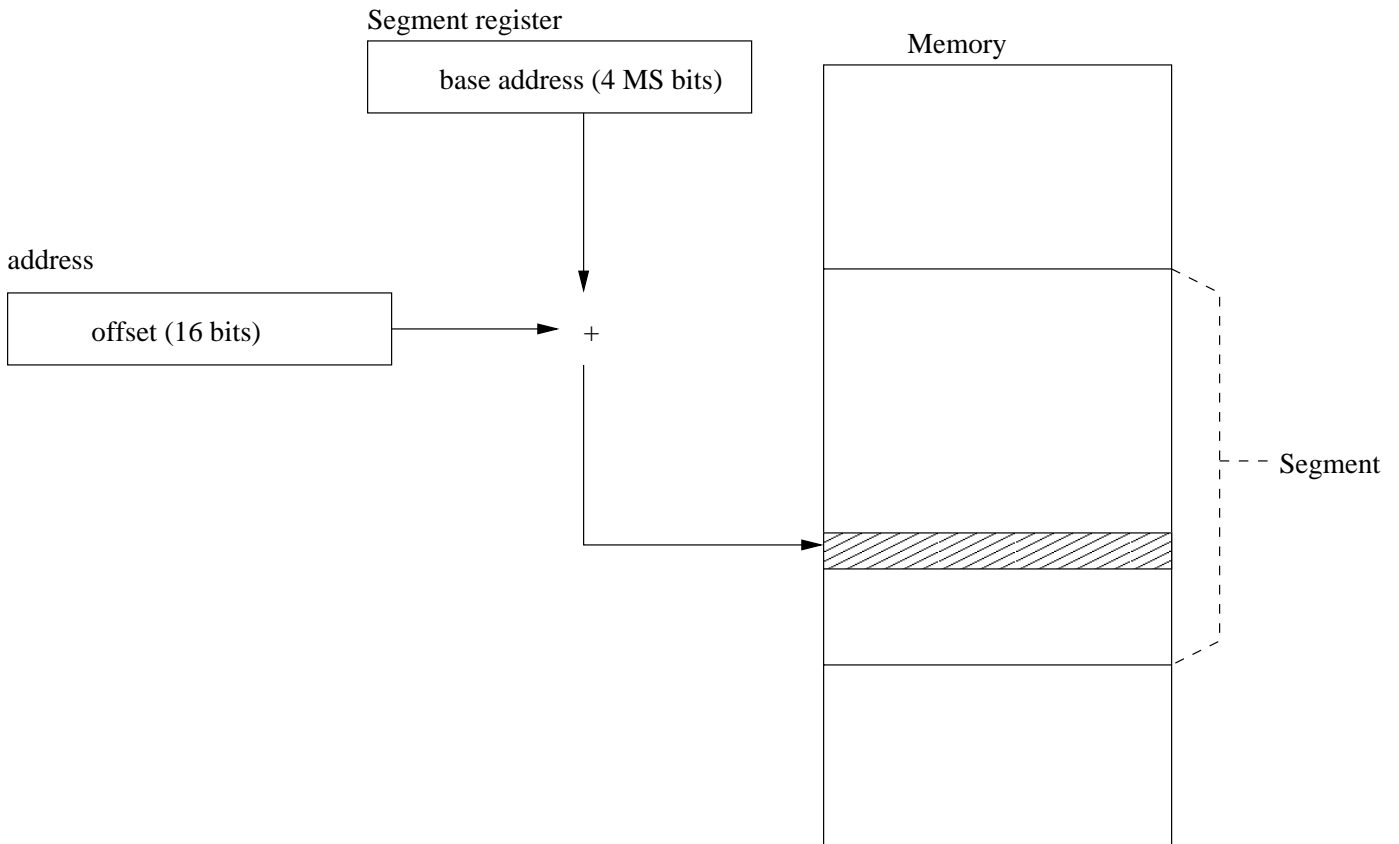 Segment register
Memory
base address (4 MS bits)
address
offset (16 bits)
+
Segment